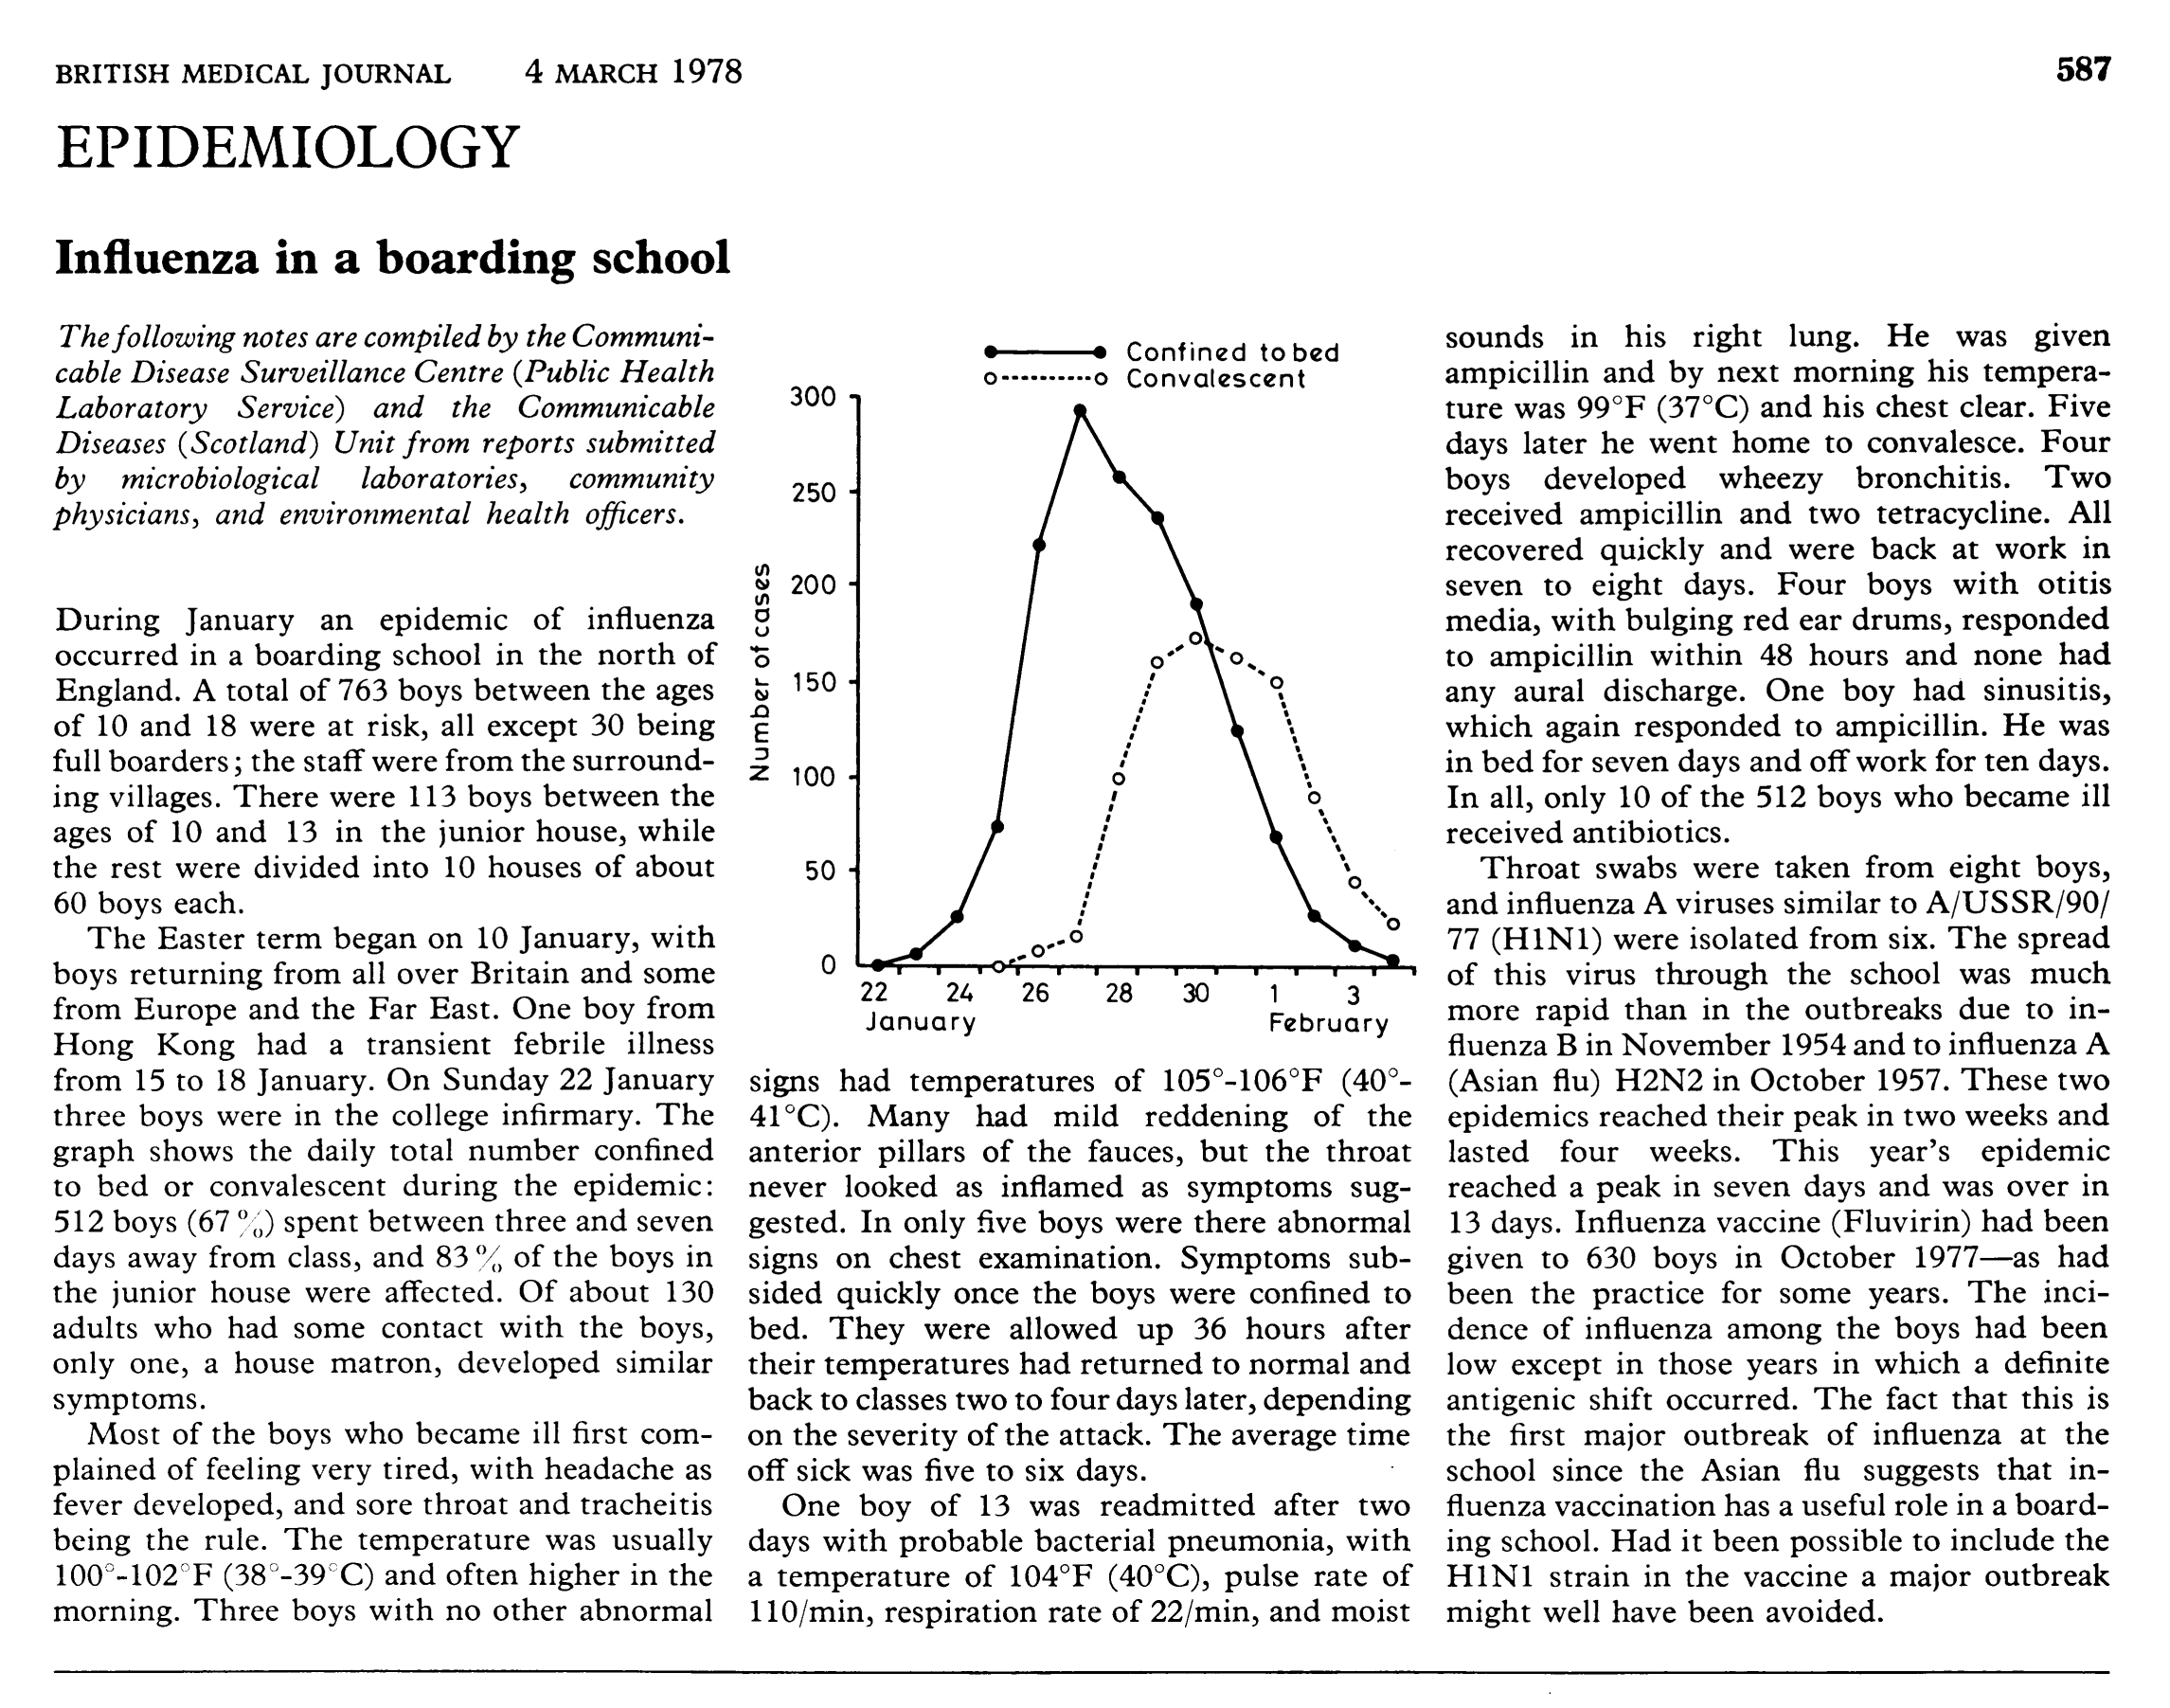 BRITISH MEDICAL JOURNAL 4 MARCH 1978
587
EPIDEMIOLOGY
Influenza in a boarding school
The following notes are compiled by the Communi-
cable Disease Surveillance Centre (Public Health
Laboratory Service) and the Communicable
Diseases (Scotland) Unit from reports submitted
by microbiological laboratories, community
physicians, and environmental health officers.
During January an epidemic of influenza
occurred in a boarding school in the north of
England. A total of 763 boys between the ages
of 10 and 18 were at risk, all except 30 being
full boarders; the staff were from the surround-
ing villages. There were 113 boys between the
ages of 10 and 13 in the junior house, while
the rest were divided into 10 houses of about
60 boys each.
The Easter term began on 10 January, with
boys returning from all over Britain and some
from Europe and the Far East. One boy from
Hong Kong had a transient febrile illness
from 15 to 18 January. On Sunday 22 January
three boys were in the college infirmary. The
graph shows the daily total number confined
to bed or convalescent during the epidemic:
512 boys (67%) spent between three and seven
days away from class, and 83% of the boys in
the junior house were affected. Of about 130
adults who had some contact with the boys,
only one, a house matron, developed similar
symptoms.
Most of the boys who became ill first com-
plained of feeling very tired, with headache as
fever developed, and sore throat and tracheitis
being the rule. The temperature was usually
100°-102°F (38°-39°C) and often higher in the
morning. Three boys with no other abnormal
Confined to bed
Convalescent
Number of cases
300
250
200
150
100
50
0
22 24 26 28 30 1 3
January February
signs had temperatures of 105°-106°F (40°-
41°C). Many had mild reddening of the
anterior pillars of the fauces, but the throat
never looked as inflamed as symptoms sug-
gested. In only five boys were there abnormal
signs on chest examination. Symptoms sub-
sided quickly once the boys were confined to
bed. They were allowed up 36 hours after
their temperatures had returned to normal and
back to classes two to four days later, depending
on the severity of the attack. The average time
off sick was five to six days.
One boy of 13 was readmitted after two
days with probable bacterial pneumonia, with
a temperature of 104°F (40°C), pulse rate of
110/min, respiration rate of 22/min, and moist
sounds in his right lung. He was given
ampicillin and by next morning his tempera-
ture was 99°F (37°C) and his chest clear. Five
days later he went home to convalesce. Four
boys developed wheezy bronchitis. Two
received ampicillin and two tetracycline. All
recovered quickly and were back at work in
seven to eight days. Four boys with otitis
media, with bulging red ear drums, responded
to ampicillin within 48 hours and none had
any aural discharge. One boy had sinusitis,
which again responded to ampicillin. He was
in bed for seven days and off work for ten days.
In all, only 10 of the 512 boys who became ill
received antibiotics.
Throat swabs were taken from eight boys,
and influenza A viruses similar to A/USSR/90/
77 (H1N1) were isolated from six. The spread
of this virus through the school was much
more rapid than in the outbreaks due to in-
fluenza B in November 1954 and to influenza A
(Asian flu) H2N2 in October 1957. These two
epidemics reached their peak in two weeks and
lasted four weeks. This year's epidemic
reached a peak in seven days and was over in
13 days. Influenza vaccine (Fluvirin) had been
given to 630 boys in October 1977—as had
been the practice for some years. The inci-
dence of influenza among the boys had been
low except in those years in which a definite
antigenic shift occurred. The fact that this is
the first major outbreak of influenza at the
school since the Asian flu suggests that in-
fluenza vaccination has a useful role in a board-
ing school. Had it been possible to include the
H1N1 strain in the vaccine a major outbreak
might well have been avoided.